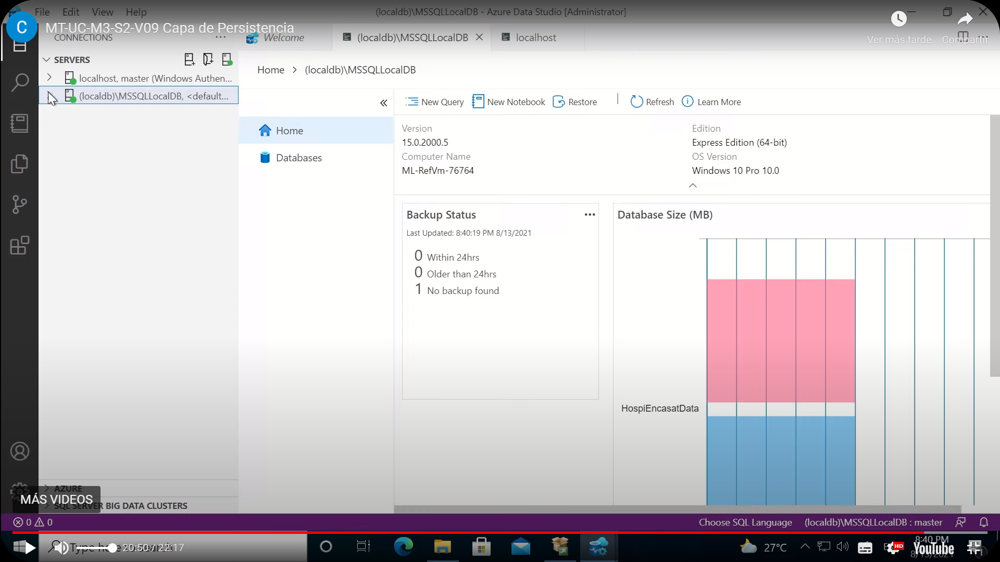 File Edit View Help
(localdb)\MSSQLLocalDB - Azure Data Studio [Administrator]
C
MT-UC-M3-S2-V09 Capa de Persistencia
Ver más tarde
Compartir
CONNECTIONS
Welcome
(localdb)\MSSQLLocalDB
localhost
SERVERS
localhost, master (Windows Authen...
(localdb)\MSSQLLocalDB, <default...
Home > (localdb)\MSSQLLocalDB
New Query
New Notebook
Restore
Refresh
Learn More
Home
Databases
Version
15.0.2000.5
Computer Name
ML-RefVm-76764
Edition
Express Edition (64-bit)
OS Version
Windows 10 Pro 10.0
Backup Status
Last Updated: 8:40:19 PM 8/13/2021
0 Within 24hrs
0 Older than 24hrs
1 No backup found
Database Size (MB)
HospiEncasatData
AZURE
MÁS VIDEOS
SQL SERVER BIG DATA CLUSTERS
0 0
Choose SQL Language
(localdb)\MSSQLLocalDB : master
Type here to search
20:50 / 22:17
27°C
HD
8:40 PM
YouTube
8/13/2021
1